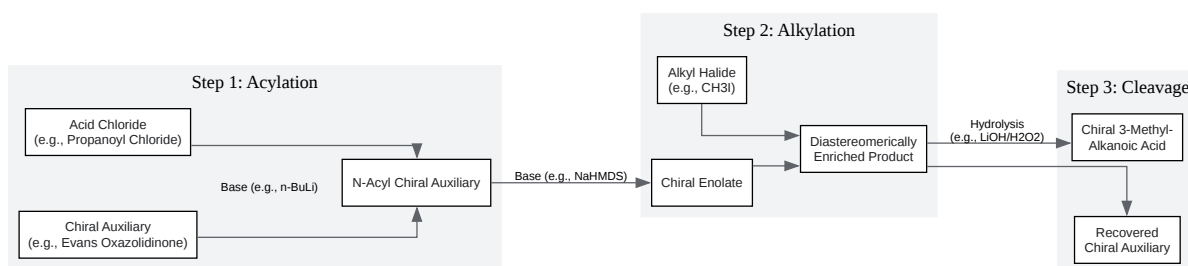 Step 1: Acylation
Acid Chloride
(e.g., Propanoyl Chloride)
Base (e.g., n-BuLi)
Chiral Auxiliary
(e.g., Evans Oxazolidinone)
N-Acyl Chiral Auxiliary
Base (e.g., NaHMDS)
Step 2: Alkylation
Alkyl Halide
(e.g., CH3I)
Chiral Enolate
Diastereomerically
Enriched Product
Hydrolysis
(e.g., LiOH/H2O2)
Step 3: Cleavage
Chiral 3-Methyl-
Alkanoic Acid
Recovered
Chiral Auxiliary